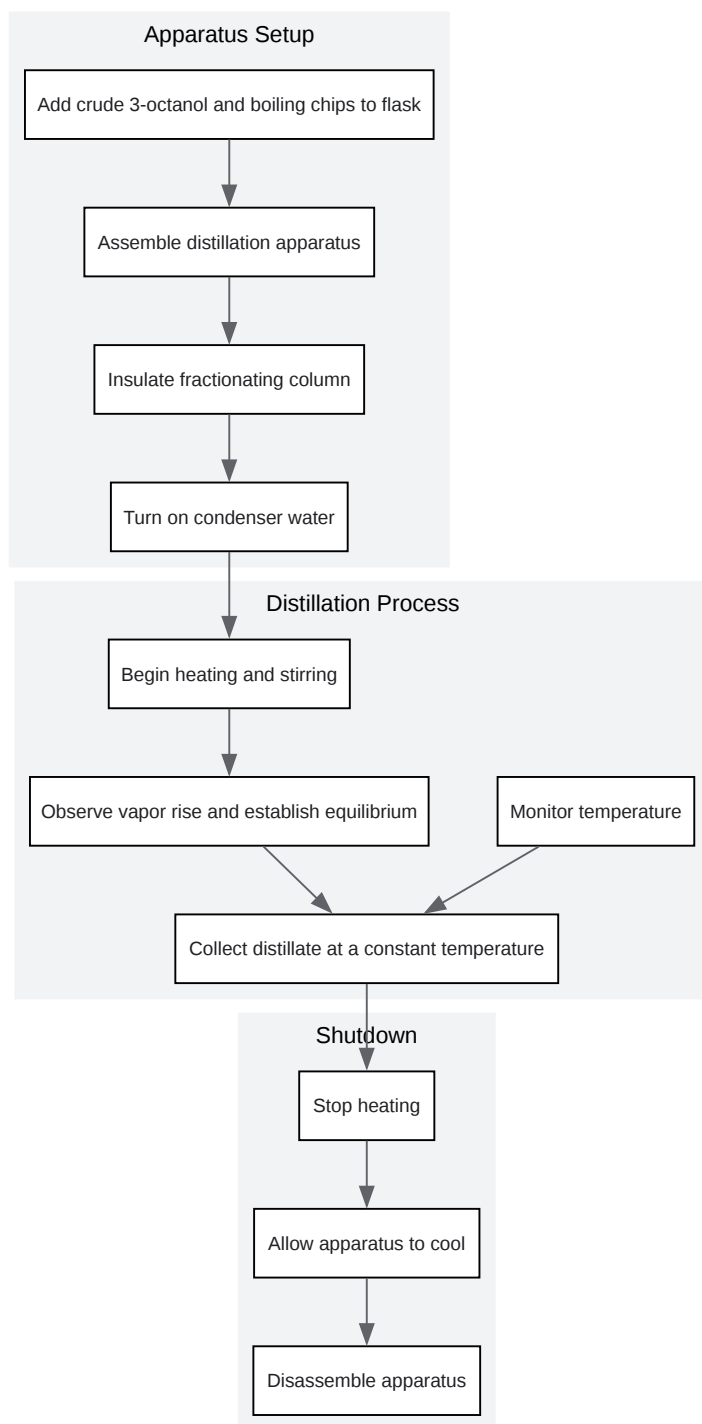 Apparatus Setup
Add crude 3-octanol and boiling chips to flask
Assemble distillation apparatus
Insulate fractionating column
Turn on condenser water
Distillation Process
Begin heating and stirring
Observe vapor rise and establish equilibrium
Monitor temperature
Collect distillate at a constant temperature
Shutdown
Stop heating
Allow apparatus to cool
Disassemble apparatus